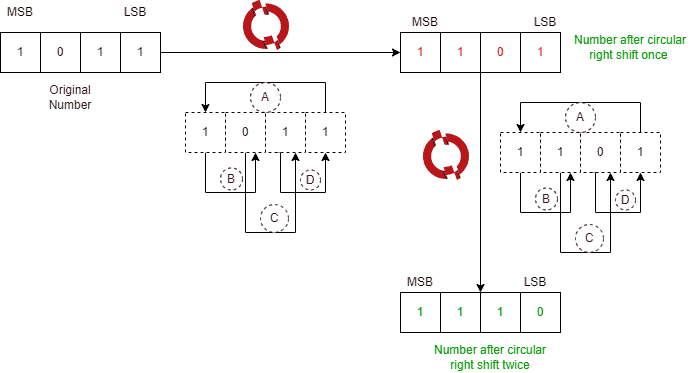 MSB LSB
1 0 1 1
Original
Number
MSB LSB
1 1 0 1
Number after circular
right shift once
A
1 0 1 1
B D
C
A
1 1 0 1
B D
C
MSB LSB
1 1 1 0
Number after circular
right shift twice